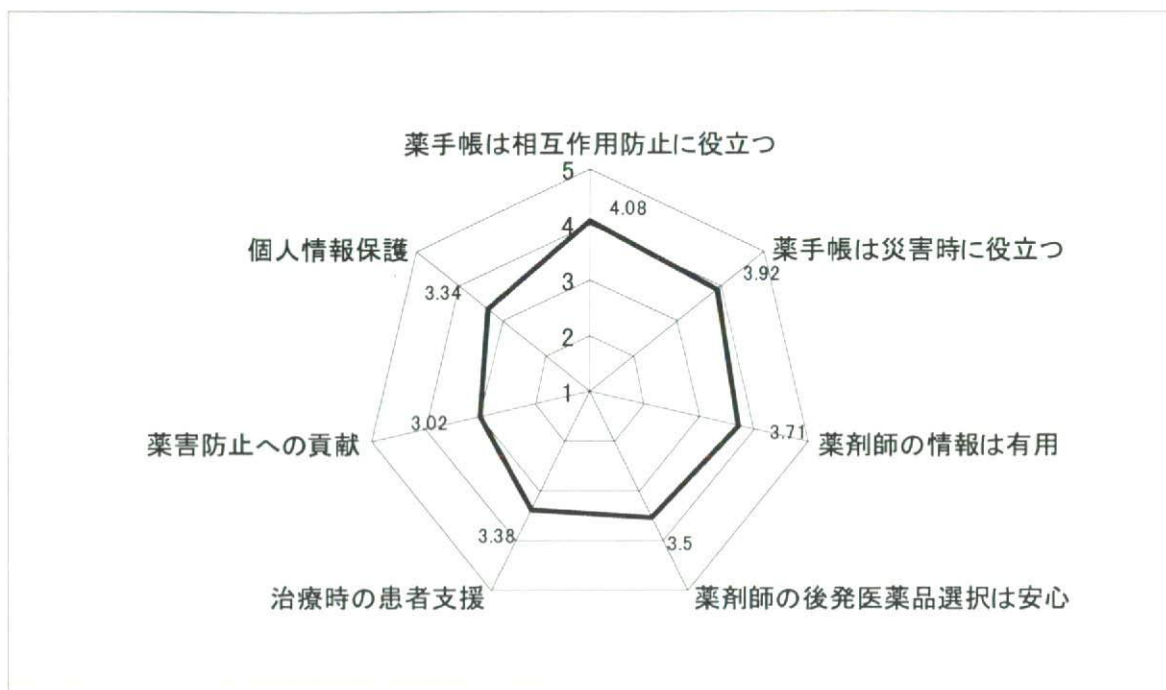 薬手帳は相互作用防止に役立つ
5
4.08
4
個人情報保護
薬手帳は災害時に役立つ
3.92
3.34
3
2
1
薬害防止への貢献
3.02
3.71
薬剤師の情報は有用
3.38
3.5
治療時の患者支援
薬剤師の後発医薬品選択は安心